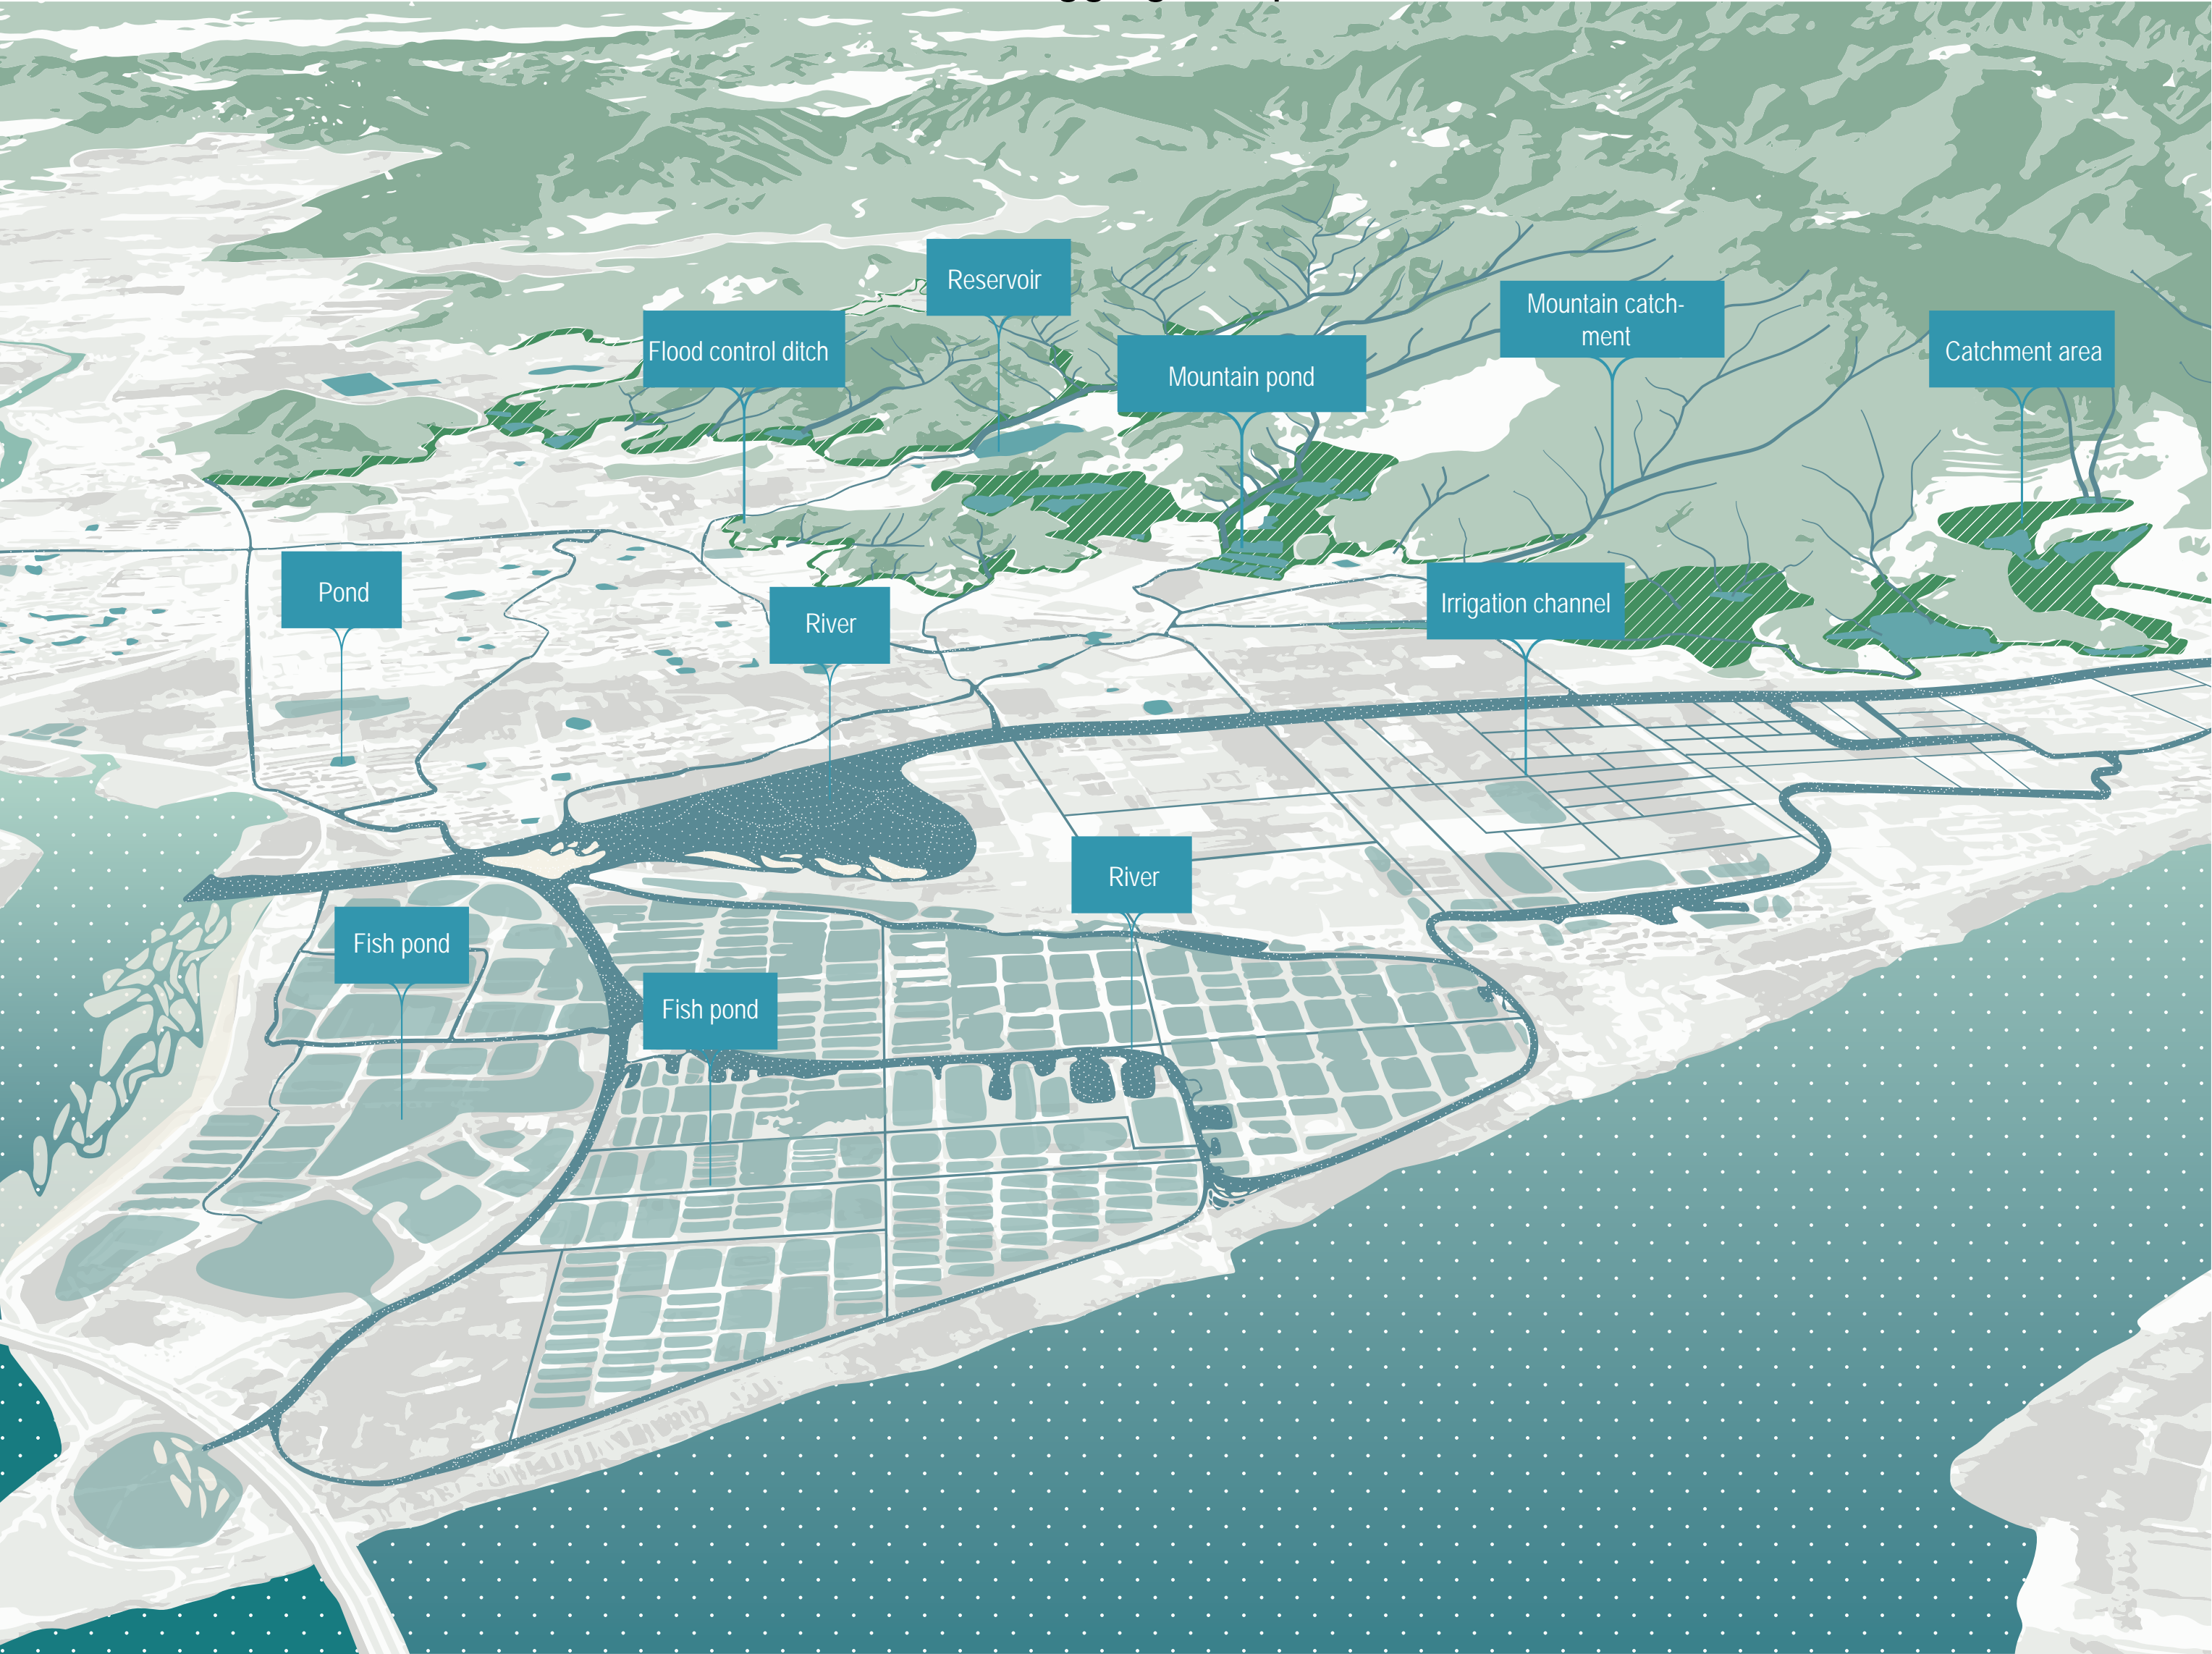 Reservoir
Mountain catch-
ment
Flood control ditch
Catchment area
Mountain pond
Pond
Irrigation channel
River
River
Fish pond
Fish pond